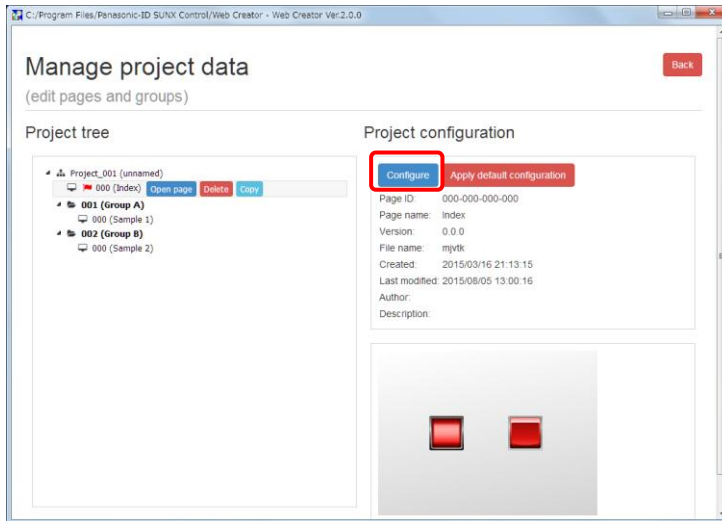 C:/Program Files/Panasonic-ID SUNX Control/Web Creator - Web Creator Ver.2.0.0
Manage project data
Back
(edit pages and groups)
Project tree
Project_001 (unnamed)
000 (Index) Open page Delete Copy
001 (Group A)
000 (Sample 1)
002 (Group B)
000 (Sample 2)
Project configuration
Configure Apply default configuration
Page ID: 000-000-000-000
Page name: Index
Version: 0.0.0
File name: mjvtk
Created: 2015/03/16 21:13:15
Last modified: 2015/08/05 13:00:16
Author:
Description: